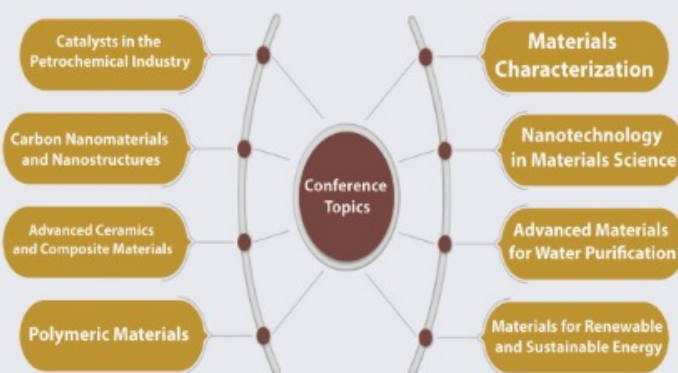 Catalysts in the
Petrochemical Industry
Carbon Nanomaterials
and Nanostructures
Advanced Ceramics
and Composite Materials
Polymeric Materials
Conference
Topics
Materials
Characterization
Nanotechnology
in Materials Science
Advanced Materials
for Water Purification
Materials for Renewable
and Sustainable Energy